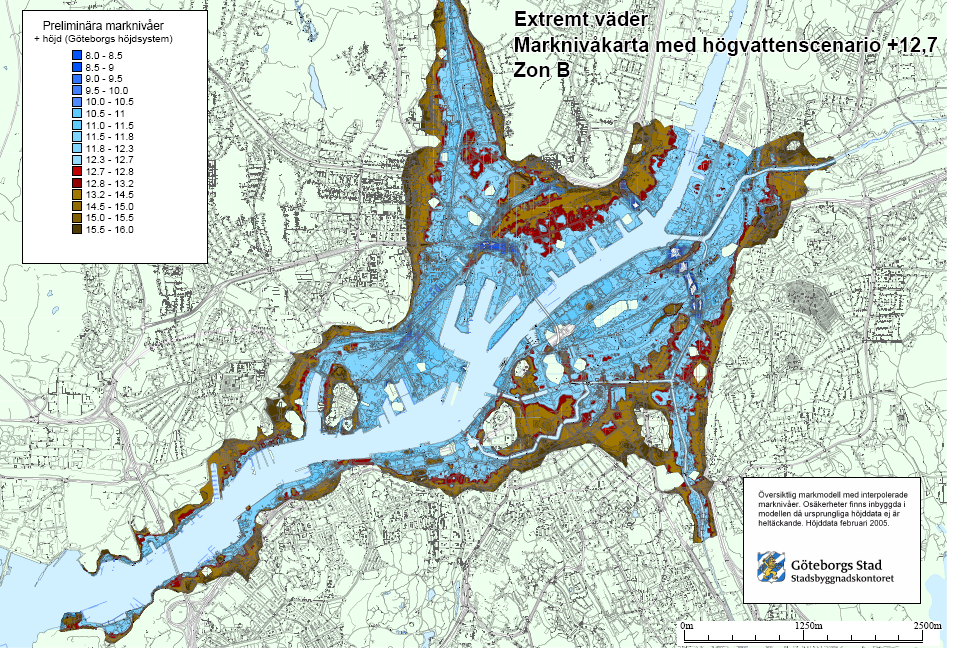 Extremt väder
Marknivåkarta med högvattenscenario +12,7
Zon B
Preliminära marknivåer
+ höjd (Göteborgs höjdsystem)
8.0 - 8.5
8.5 - 9
9.0 - 9.5
9.5 - 10.0
10.0 - 10.5
10.5 - 11
11.0 - 11.5
11.5 - 11.8
11.8 - 12.3
12.3 - 12.7
12.7 - 12.8
12.8 - 13.2
13.2 - 14.5
14.5 - 15.0
15.0 - 15.5
15.5 - 16.0
Översiktlig markmodell med interpolerade
marknivåer. Osäkerheter finns inbyggda i
modellen då ursprungliga höjddata ej är
heltäckande. Höjddata februari 2005.
Göteborgs Stad
Stadsbyggnadskontoret
0m 1250m 2500m